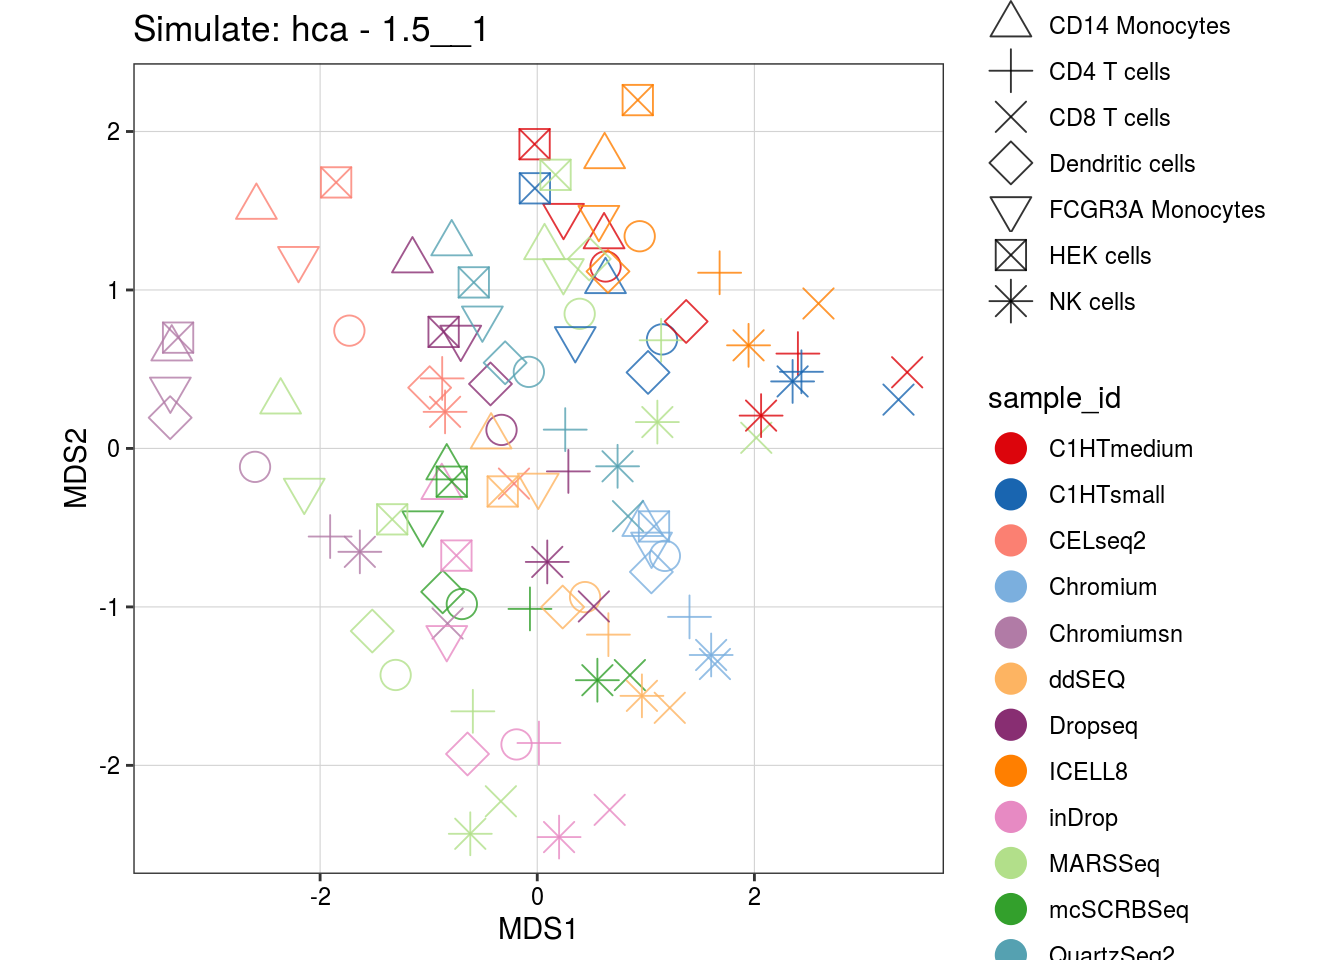 Simulate: hca - 1.5__1
2
1
0
-1
-2
MDS2
-2
0
2
MDS1
CD14 Monocytes
CD4 T cells
CD8 T cells
Dendritic cells
FCGR3A Monocytes
HEK cells
NK cells
sample_id
C1HTmedium
C1HTsmall
CELseq2
Chromium
Chromiumsn
ddSEQ
Dropseq
ICELL8
inDrop
MARSSeq
mcSCRBSeq
QuartzSeq2